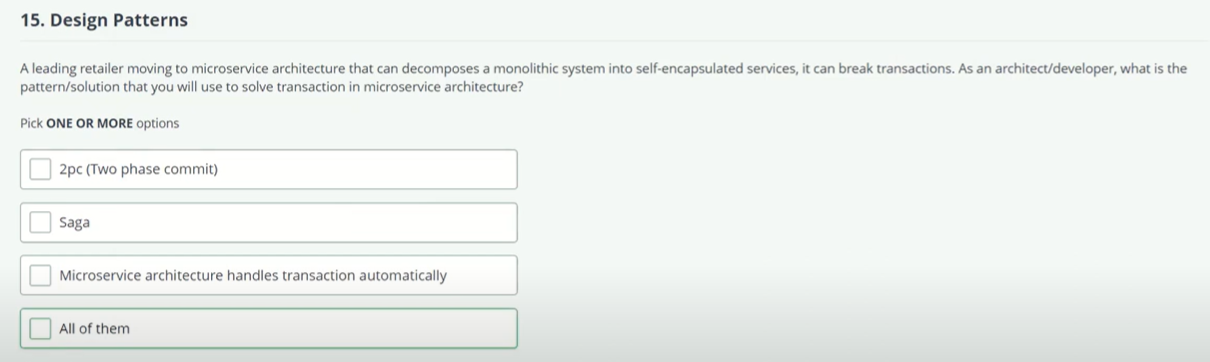 15. Design Patterns
A leading retailer moving to microservice architecture that can decomposes a monolithic system into self-encapsulated services, it can break transactions. As an architect/developer, what is the
pattern/solution that you will use to solve transaction in microservice architecture?
Pick ONE OR MORE options
2pc (Two phase commit)
Saga
Microservice architecture handles transaction automatically
All of them